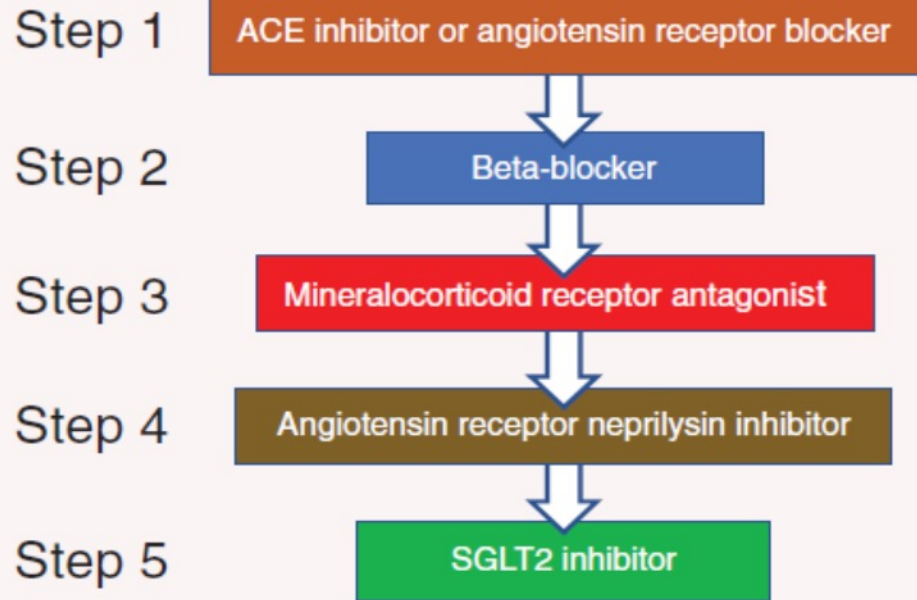 Step 1
ACE inhibitor or angiotensin receptor blocker
Step 2
Beta-blocker
Step 3
Mineralocorticoid receptor antagonist
Step 4
Angiotensin receptor neprilysin inhibitor
Step 5
SGLT2 inhibitor